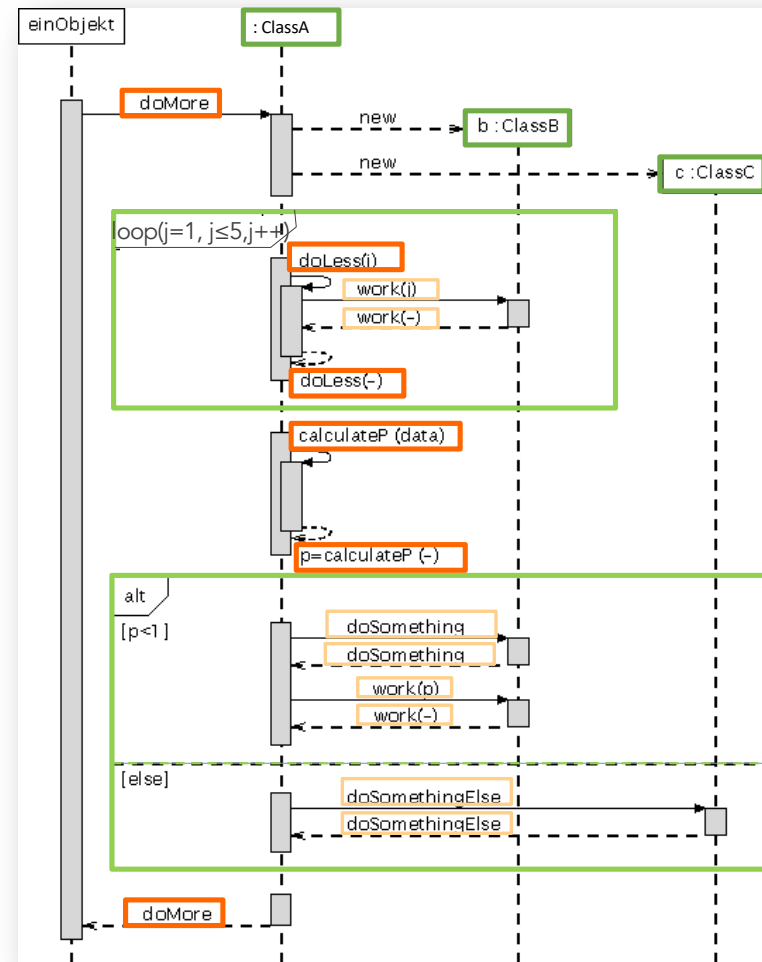 einObjekt
: ClassA
doMore
new
b :ClassB
new
c :ClassC
loop(j=1, j≤5,j++)
doLess(j)
work(j)
work(-)
doLess(-)
calculateP (data)
p=calculateP (-)
alt
[p<1]
doSomething
doSomething
work(p)
work(-)
[else]
doSomethingElse
doSomethingElse
doMore